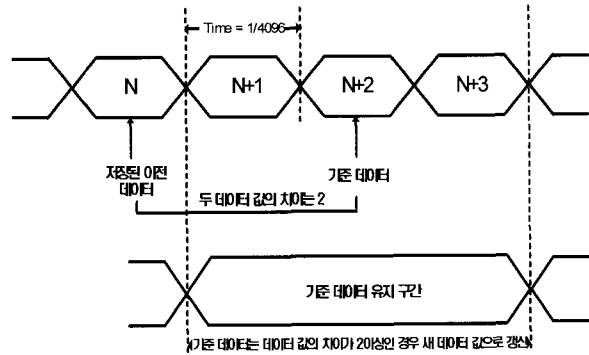 Time = 1/4096
N
N+1
N+2
N+3
저장된 이전
데이터
기준 데이터
두 데이터 값의 차이는 2
기준 데이터 유지 구간
(기준 데이터는 데이터 값의 차이가 2이상인 경우 새 데이터 값으로 갱신)